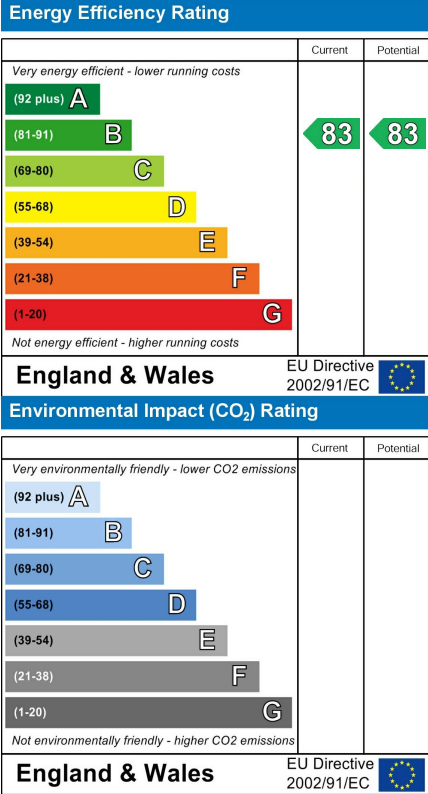 Energy Efficiency Rating
Current Potential
Very energy efficient - lower running costs
(92 plus) A
(81-91) B 83 83
(69-80) C
(55-68) D
(39-54) E
(21-38) F
(1-20) G
Not energy efficient - higher running costs
England & Wales EU Directive 2002/91/EC
Environmental Impact (CO₂) Rating
Current Potential
Very environmentally friendly - lower CO2 emissions
(92 plus) A
(81-91) B
(69-80) C
(55-68) D
(39-54) E
(21-38) F
(1-20) G
Not environmentally friendly - higher CO2 emissions
England & Wales EU Directive 2002/91/EC